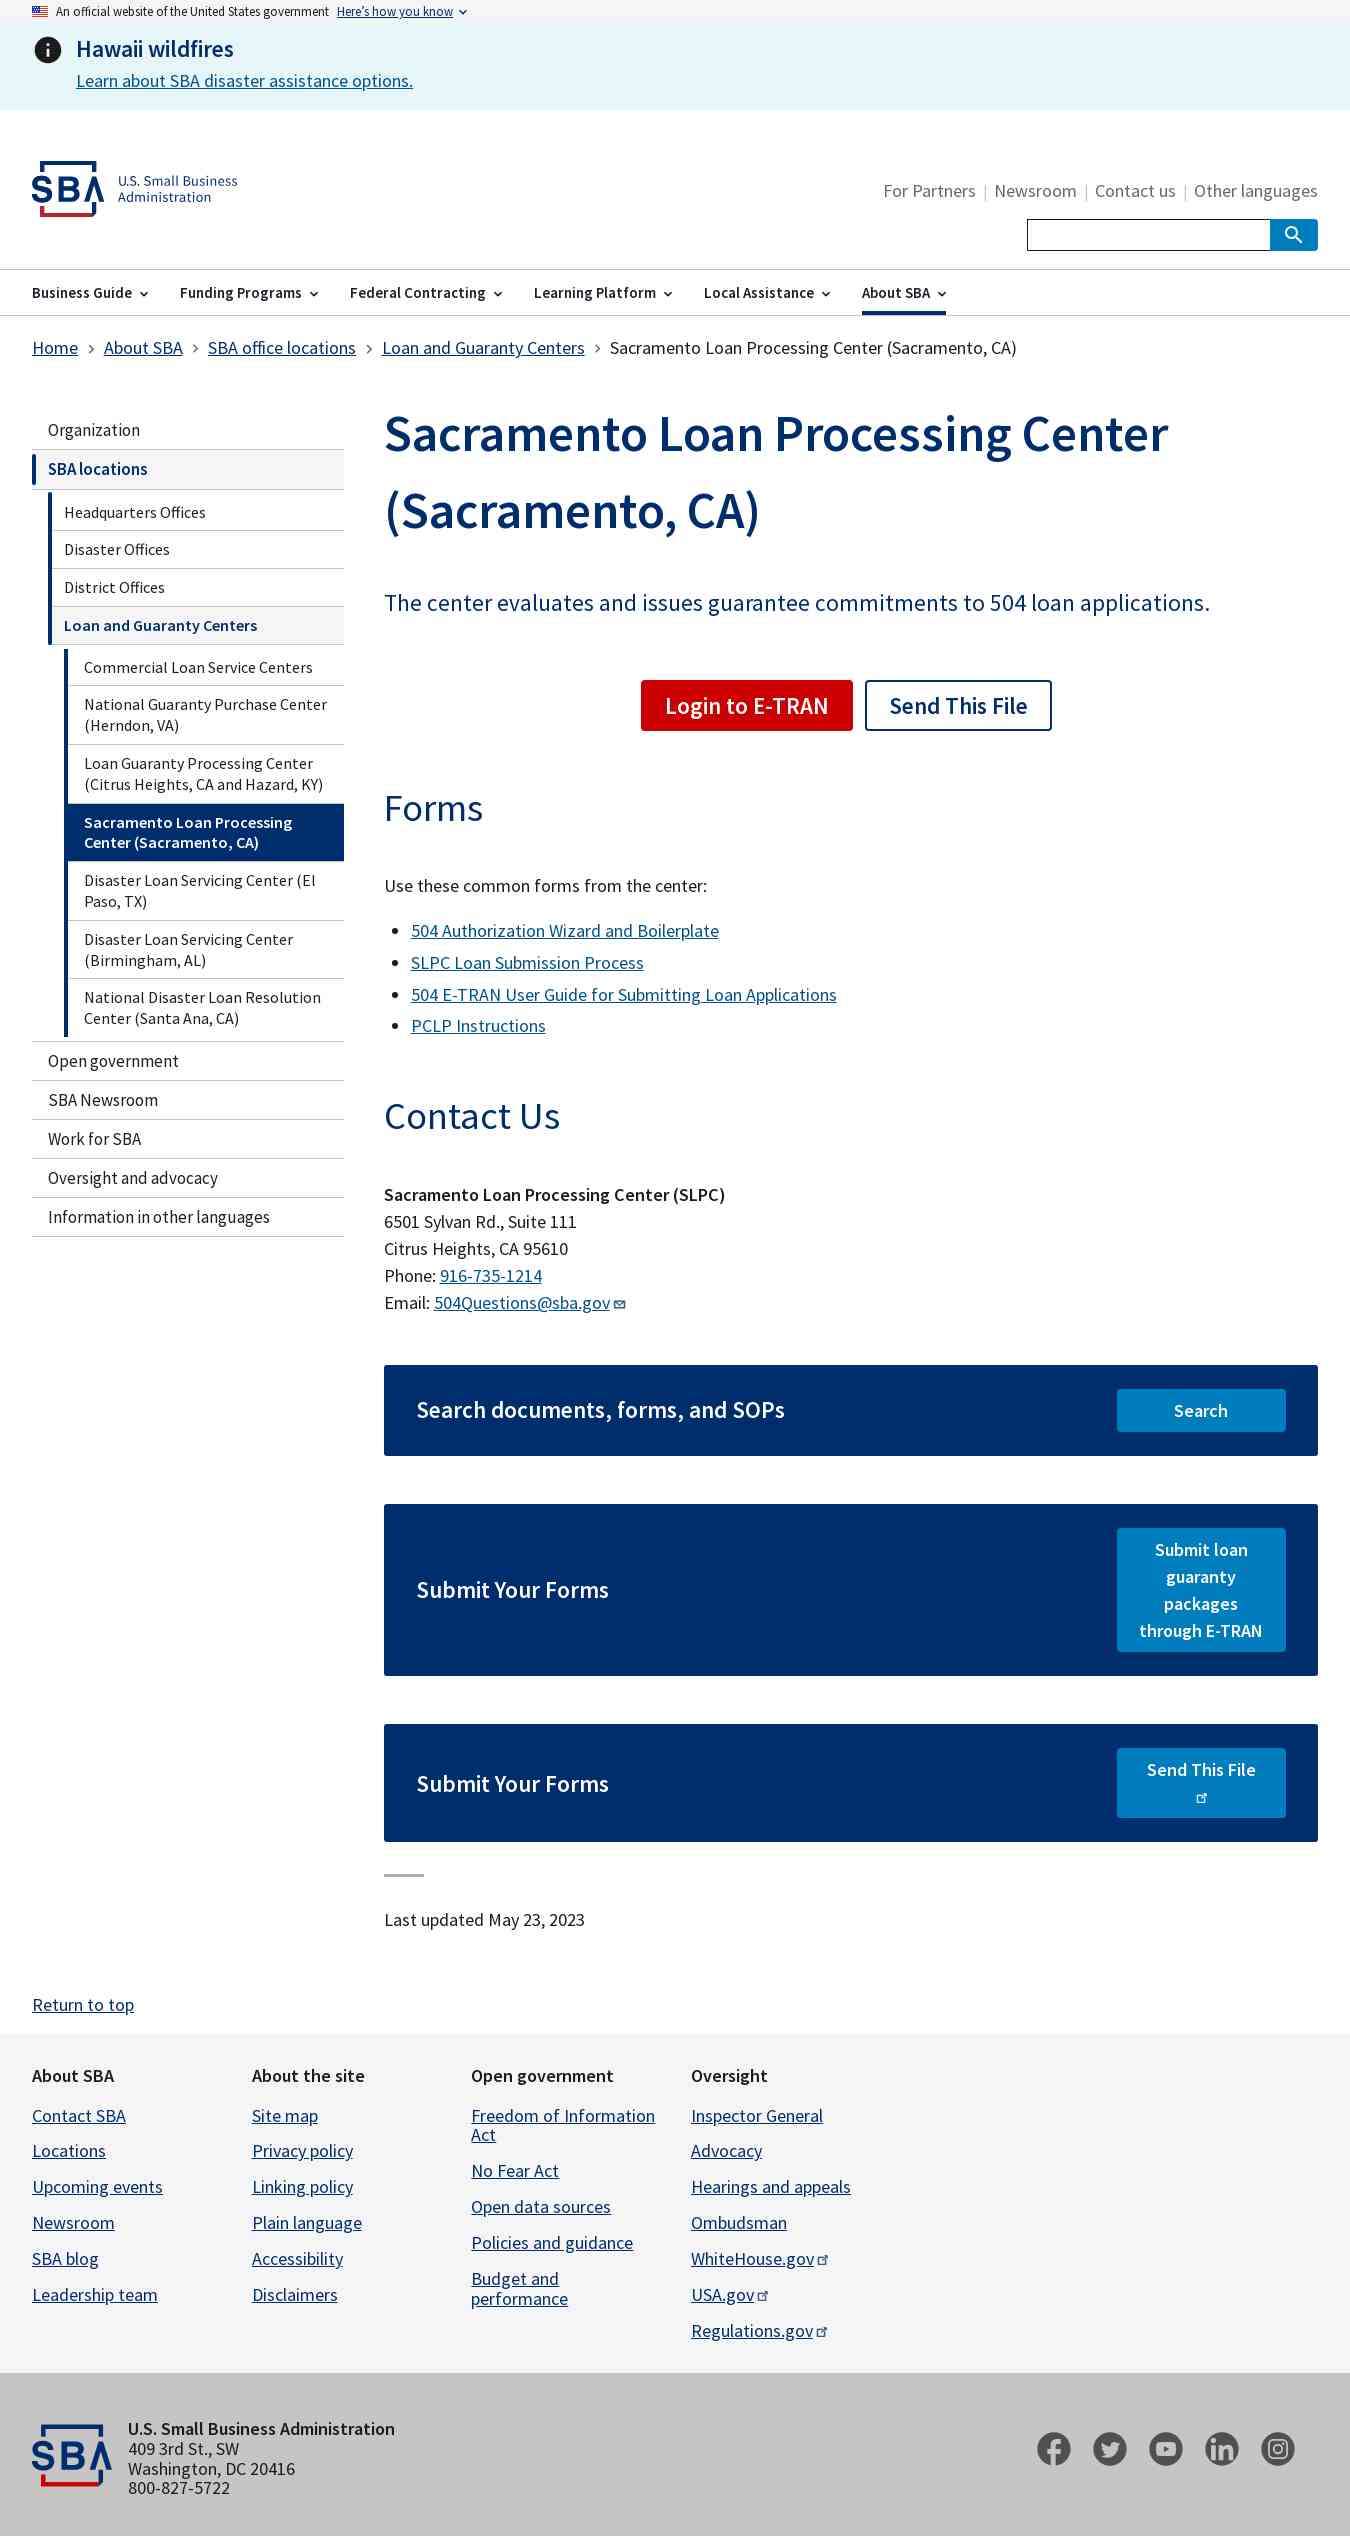 An official website of the United States government Here’s how you know
Hawaii wildfires
Learn about SBA disaster assistance options.
SBA
U.S. Small Business
Administration
For Partners | Newsroom | Contact us | Other languages
Business Guide Funding Programs Federal Contracting Learning Platform Local Assistance About SBA
Home > About SBA > SBA office locations > Loan and Guaranty Centers > Sacramento Loan Processing Center (Sacramento, CA)
Organization
SBA locations
Headquarters Offices
Disaster Offices
District Offices
Loan and Guaranty Centers
Commercial Loan Service Centers
National Guaranty Purchase Center
(Herndon, VA)
Loan Guaranty Processing Center
(Citrus Heights, CA and Hazard, KY)
Sacramento Loan Processing
Center (Sacramento, CA)
Disaster Loan Servicing Center (El
Paso, TX)
Disaster Loan Servicing Center
(Birmingham, AL)
National Disaster Loan Resolution
Center (Santa Ana, CA)
Open government
SBA Newsroom
Work for SBA
Oversight and advocacy
Information in other languages
Sacramento Loan Processing Center
(Sacramento, CA)
The center evaluates and issues guarantee commitments to 504 loan applications.
Login to E-TRAN
Send This File
Forms
Use these common forms from the center:
504 Authorization Wizard and Boilerplate
SLPC Loan Submission Process
504 E-TRAN User Guide for Submitting Loan Applications
PCLP Instructions
Contact Us
Sacramento Loan Processing Center (SLPC)
6501 Sylvan Rd., Suite 111
Citrus Heights, CA 95610
Phone: 916-735-1214
Email: 504Questions@sba.gov
Search documents, forms, and SOPs
Search
Submit Your Forms
Submit loan
guaranty
packages
through E-TRAN
Submit Your Forms
Send This File
Last updated May 23, 2023
Return to top
About SBA
Contact SBA
Locations
Upcoming events
Newsroom
SBA blog
Leadership team
About the site
Site map
Privacy policy
Linking policy
Plain language
Accessibility
Disclaimers
Open government
Freedom of Information
Act
No Fear Act
Open data sources
Policies and guidance
Budget and
performance
Oversight
Inspector General
Advocacy
Hearings and appeals
Ombudsman
WhiteHouse.gov
USA.gov
Regulations.gov
SBA
U.S. Small Business Administration
409 3rd St., SW
Washington, DC 20416
800-827-5722